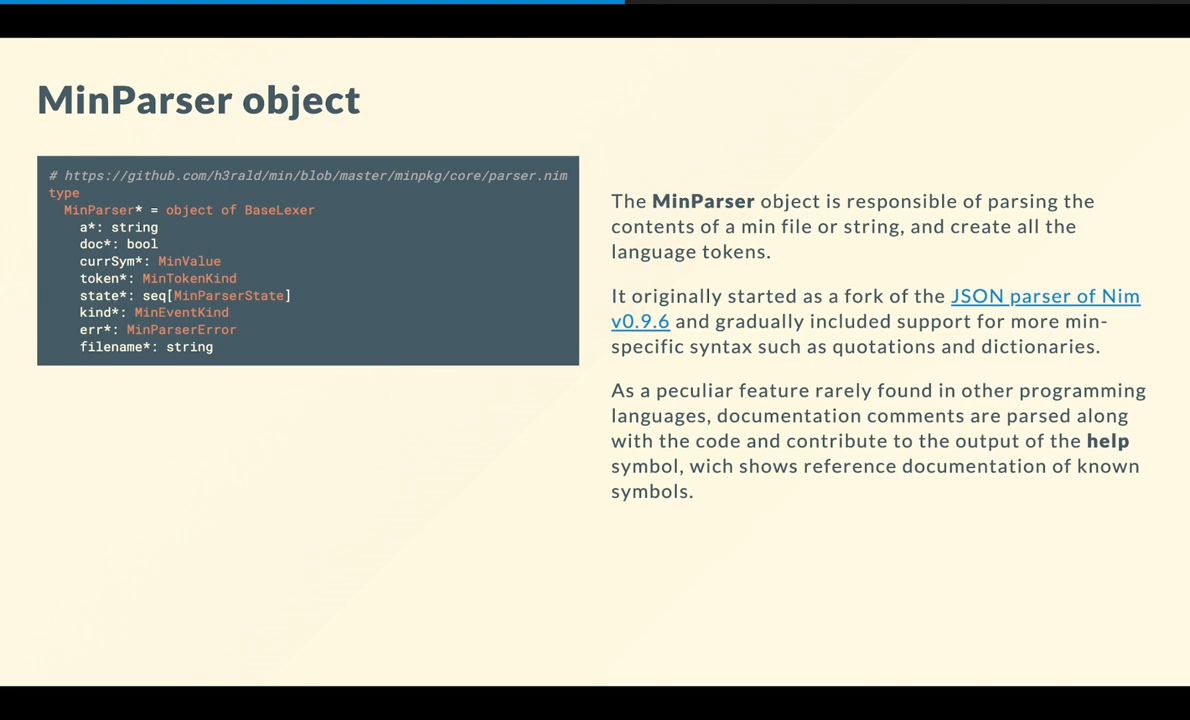 MinParser object
# https://github.com/h3rald/min/blob/master/minpkg/core/parser.nim
type
  MinParser* = object of BaseLexer
    a*: string
    doc*: bool
    currSym*: MinValue
    token*: MinTokenKind
    state*: seq[MinParserState]
    kind*: MinEventKind
    err*: MinParserError
    filename*: string
The MinParser object is responsible of parsing the
contents of a min file or string, and create all the
language tokens.
It originally started as a fork of the JSON parser of Nim
v0.9.6 and gradually included support for more min-
specific syntax such as quotations and dictionaries.
As a peculiar feature rarely found in other programming
languages, documentation comments are parsed along
with the code and contribute to the output of the help
symbol, wich shows reference documentation of known
symbols.